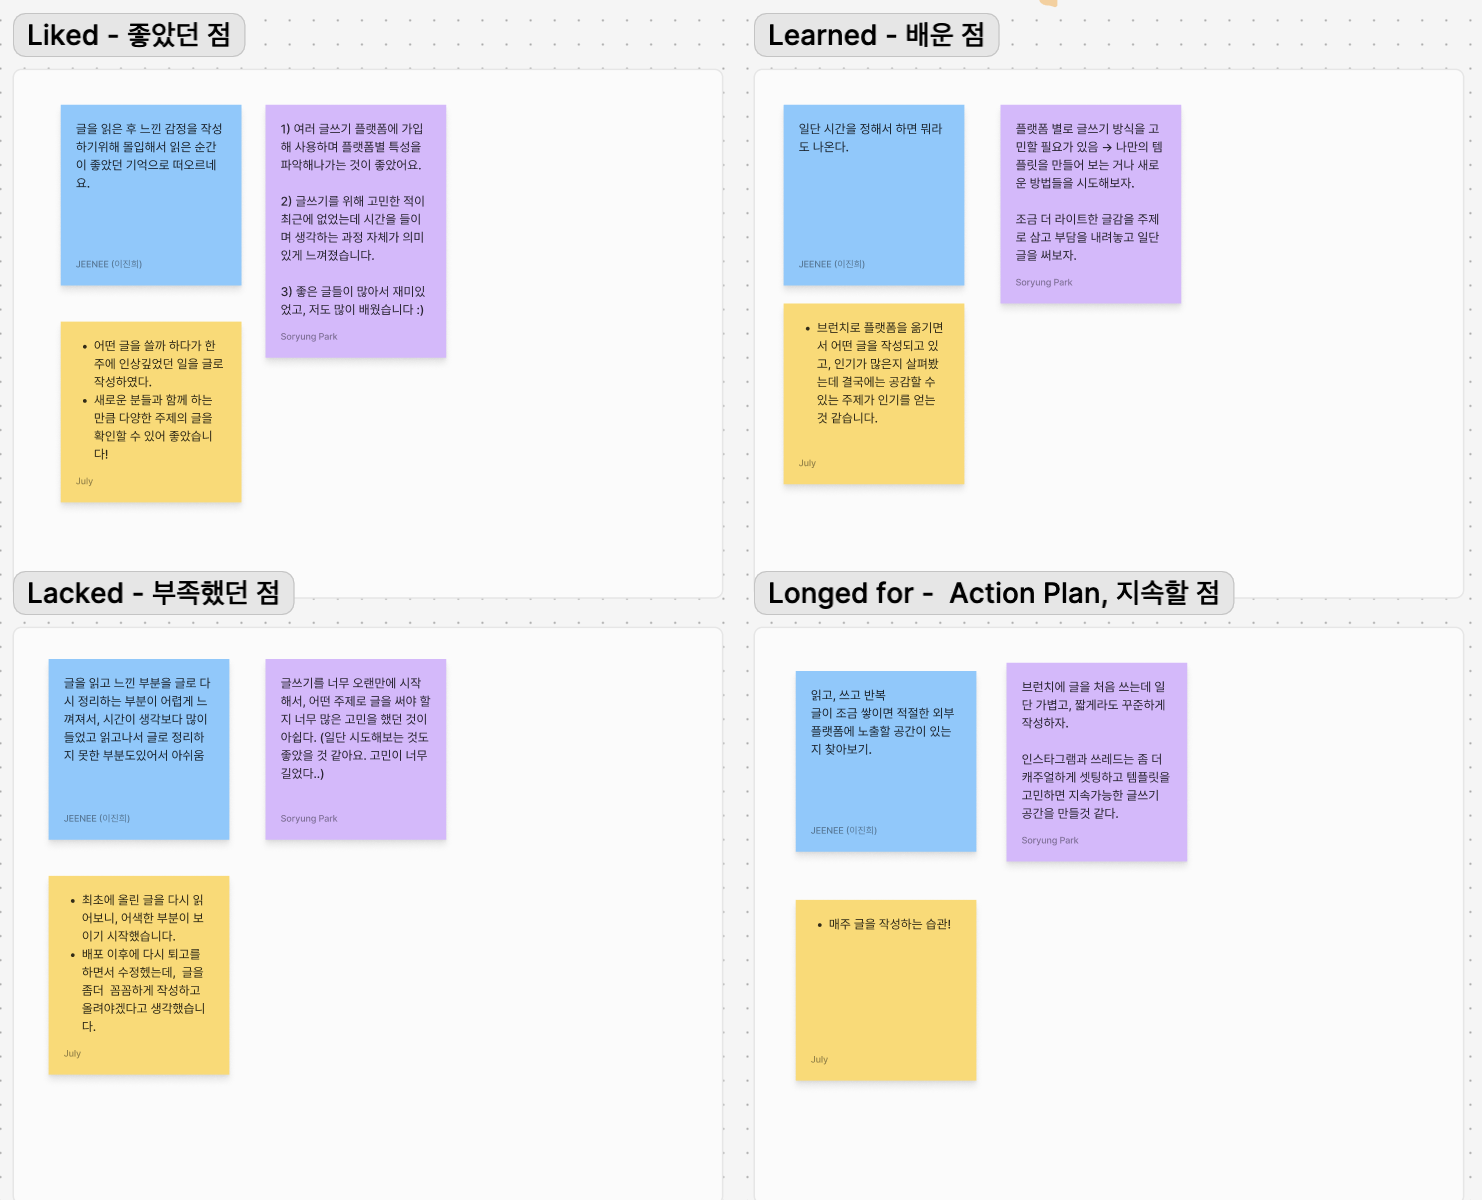 Liked - 좋았던 점
글을 읽은 후 느낀 감정을 작성
하기위해 몰입해서 읽은 순간
이 좋았던 기억으로 떠오르네
요.
JEENEE (이진희)
1) 여러 글쓰기 플랫폼에 가입
해 사용하며 플랫폼별 특성을
파악해나가는 것이 좋았어요.
2) 글쓰기를 위해 고민한 적이
최근에 없었는데 시간을 들이
며 생각하는 과정 자체가 의미
있게 느껴졌습니다.
3) 좋은 글들이 많아서 재미있
었고, 저도 많이 배웠습니다 :)
Soryung Park
• 어떤 글을 쓸까 하다가 한
주에 인상깊었던 일을 글로
작성하였다.
• 새로운 분들과 함께 하는
만큼 다양한 주제의 글을
확인할 수 있어 좋았습니
다!
July
Learned - 배운 점
일단 시간을 정해서 하면 뭐라
도 나온다.
JEENEE (이진희)
플랫폼 별로 글쓰기 방식을 고
민할 필요가 있음 → 나만의 템
플릿을 만들어 보는 거나 새로
운 방법들을 시도해보자.
조금 더 라이트한 글감을 주제
로 삼고 부담을 내려놓고 일단
글을 써보자.
Soryung Park
• 브런치로 플랫폼을 옮기면
서 어떤 글을 작성되고 있
고, 인기가 많은지 살펴봤
는데 결국에는 공감할 수
있는 주제가 인기를 얻는
것 같습니다.
July
Lacked - 부족했던 점
글을 읽고 느낀 부분을 글로 다
시 정리하는 부분이 어렵게 느
껴져서, 시간이 생각보다 많이
들었고 읽고나서 글로 정리하
지 못한 부분도있어서 아쉬움
JEENEE (이진희)
글쓰기를 너무 오랜만에 시작
해서, 어떤 주제로 글을 써야 할
지 너무 많은 고민을 했던 것이
아쉽다. (일단 시도해보는 것도
좋았을 것 같아요. 고민이 너무
길었다..)
Soryung Park
• 최초에 올린 글을 다시 읽
어보니, 어색한 부분이 보
이기 시작했습니다.
• 배포 이후에 다시 퇴고를
하면서 수정헸는데, 글을
좀더 꼼꼼하게 작성하고
올려야겠다고 생각했습니
다.
July
Longed for - Action Plan, 지속할 점
읽고, 쓰고 반복
글이 조금 쌓이면 적절한 외부
플랫폼에 노출할 공간이 있는
지 찾아보기.
JEENEE (이진희)
브런치에 글을 처음 쓰는데 일
단 가볍고, 짧게라도 꾸준하게
작성하자.
인스타그램과 쓰레드는 좀 더
캐주얼하게 셋팅하고 템플릿을
고민하면 지속가능한 글쓰기
공간을 만들것 같다.
Soryung Park
• 매주 글을 작성하는 습관!
July